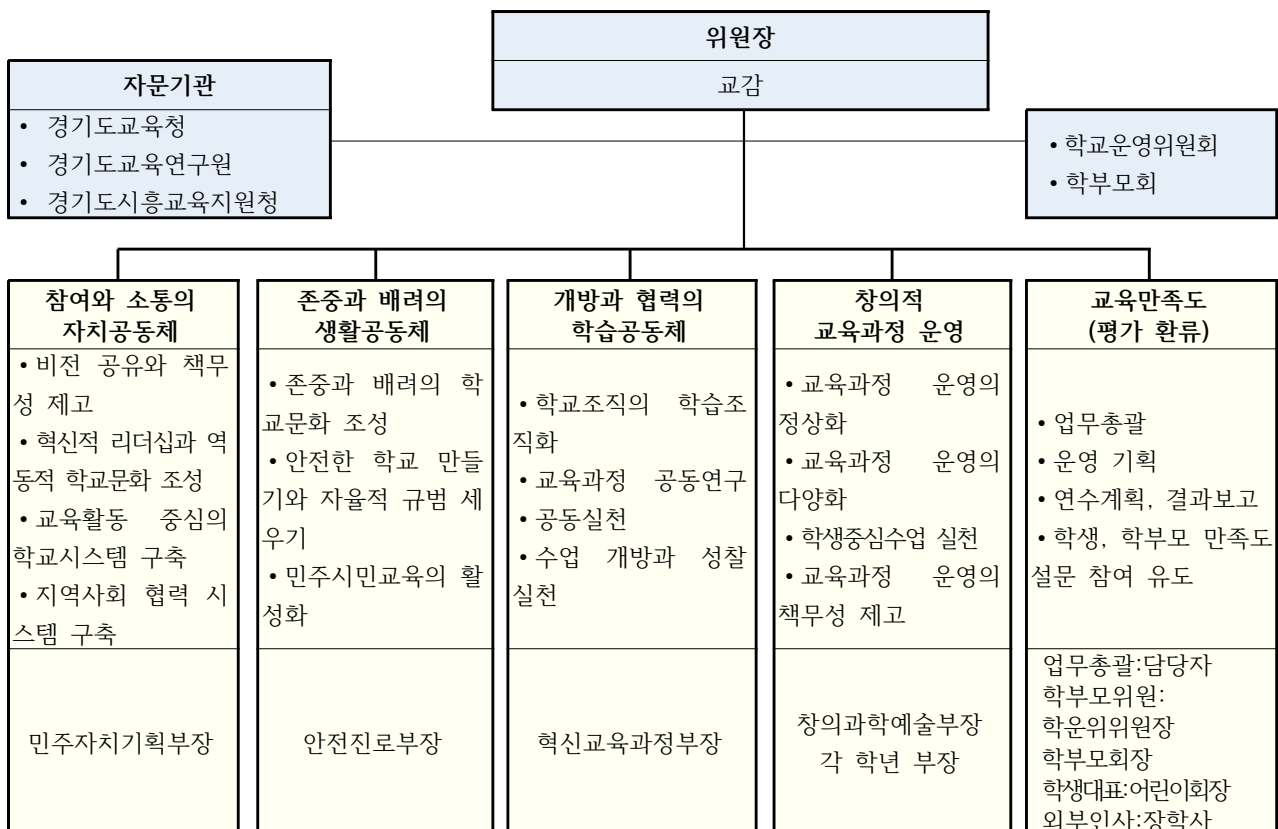 위원장
교감
자문기관
• 경기도교육청
• 경기도교육연구원
• 경기도시흥교육지원청
• 학교운영위원회
• 학부모회
참여와 소통의
자치공동체
• 비전 공유와 책무
성 제고
• 혁신적 리더십과 역
동적 학교문화 조성
• 교육활동 중심의
학교시스템 구축
• 지역사회 협력 시
스템 구축
민주자치기획부장
존중과 배려의
생활공동체
• 존중과 배려의 학
교문화 조성
• 안전한 학교 만들
기와 자율적 규범 세
우기
• 민주시민교육의 활
성화
안전진로부장
개방과 협력의
학습공동체
• 학교조직의 학습조
직화
• 교육과정 공동연구
• 공동실천
• 수업 개방과 성찰
실천
혁신교육과정부장
창의적
교육과정 운영
• 교육과정 운영의
정상화
• 교육과정 운영의
다양화
• 학생중심수업 실천
• 교육과정 운영의
책무성 제고
창의과학예술부장
각 학년 부장
교육만족도
(평가 환류)
• 업무총괄
• 운영 기획
• 연수계획, 결과보고
• 학생, 학부모 만족도
설문 참여 유도
업무총괄:담당자
학부모위원:
학운위위원장
학부모회장
학생대표:어린이회장
외부인사:장학사